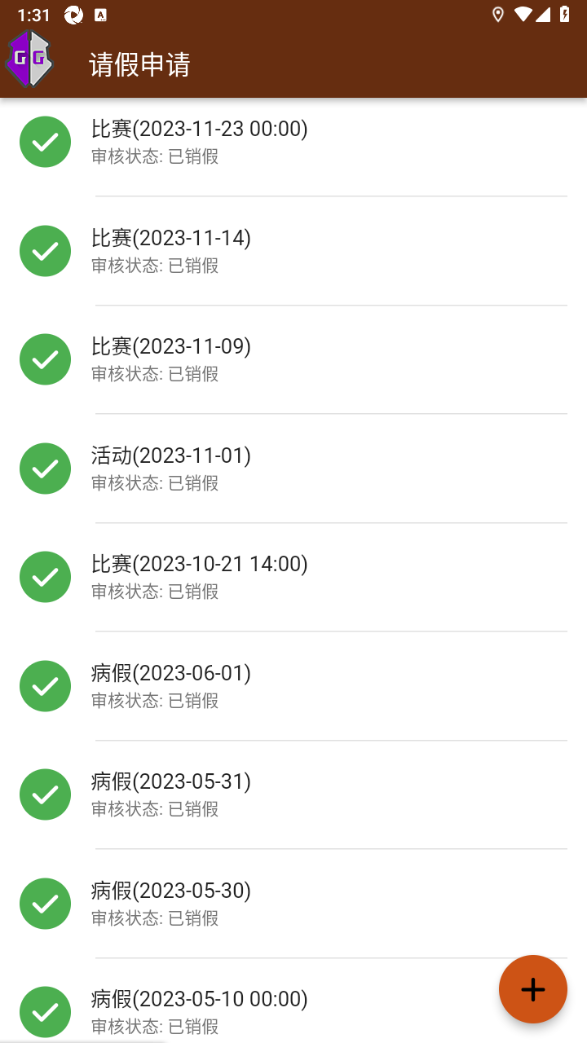 1:31
A
GG
请假申请
比赛(2023-11-23 00:00)
审核状态: 已销假
比赛(2023-11-14)
审核状态: 已销假
比赛(2023-11-09)
审核状态: 已销假
活动(2023-11-01)
审核状态: 已销假
比赛(2023-10-21 14:00)
审核状态: 已销假
病假(2023-06-01)
审核状态: 已销假
病假(2023-05-31)
审核状态: 已销假
病假(2023-05-30)
审核状态: 已销假
病假(2023-05-10 00:00)
审核状态: 已销假